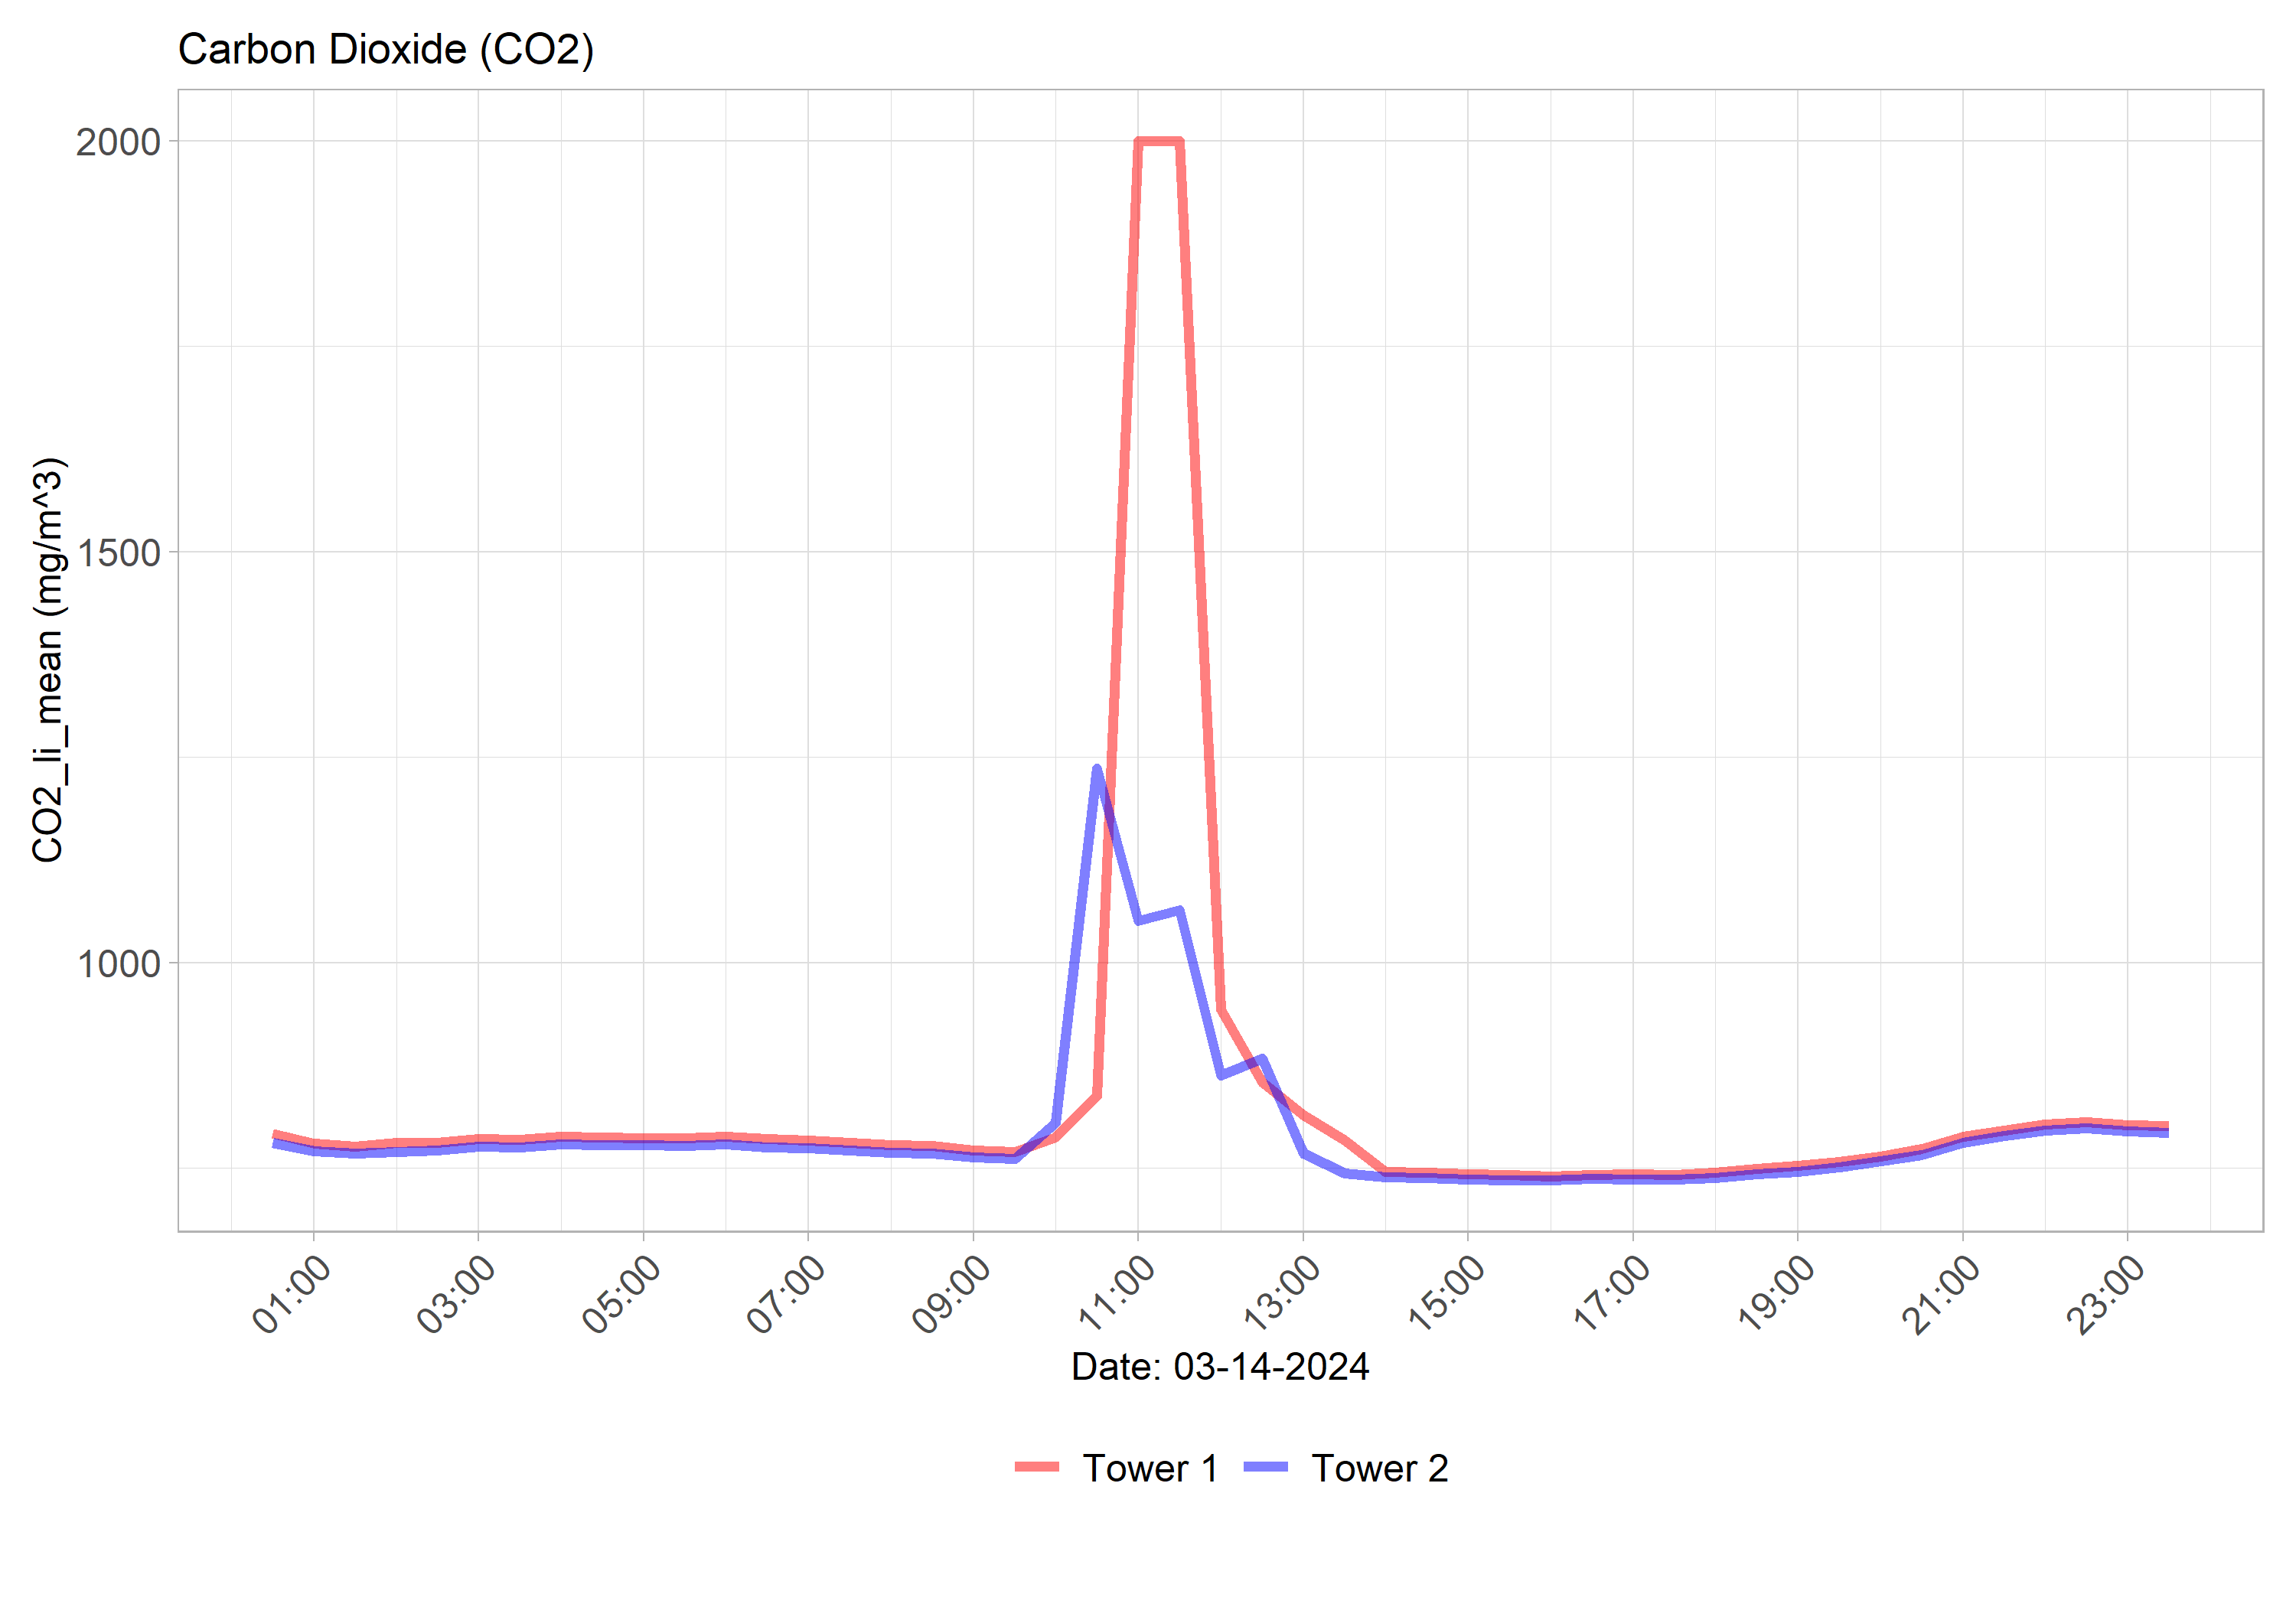 Carbon Dioxide (CO2)
CO2_li_mean (mg/m^3)
2000
1500
1000
01:00 03:00 05:00 07:00 09:00 11:00 13:00 15:00 17:00 19:00 21:00 23:00
Date: 03-14-2024
Tower 1 Tower 2